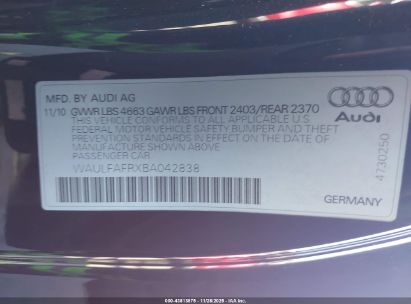 MFD. BY AUDI AG
11/10 GVWR LBS 4663 GAWR LBS FRONT 2403/REAR 2370
THIS VEHICLE CONFORMS TO ALL APPLICABLE U.S
FEDERAL MOTOR VEHICLE SAFETY, BUMPER AND THEFT
PREVENTION STANDARDS IN EFFECT ON THE DATE
OF MANUFACTURE SHOWN ABOVE
PASSENGER CAR
WAULFAFRXBA042838
Audi
4730250
GERMANY